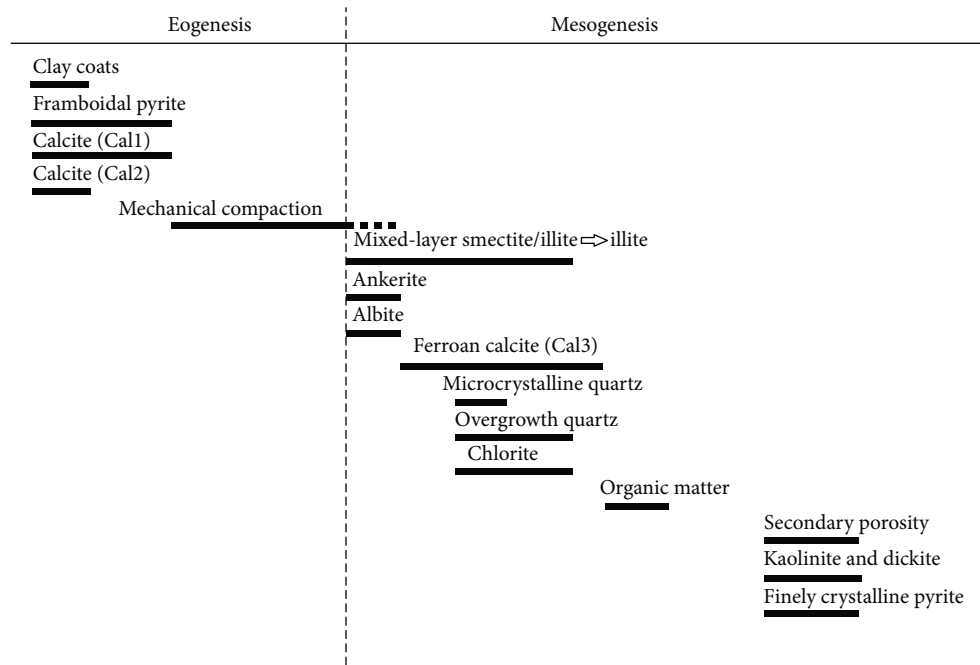 Eogenesis
Mesogenesis
Clay coats
Framboidal pyrite
Calcite (Cal1)
Calcite (Cal2)
Mechanical compaction
Mixed-layer smectite/illite ⇨ illite
Ankerite
Albite
Ferroan calcite (Cal3)
Microcrystalline quartz
Overgrowth quartz
Chlorite
Organic matter
Secondary porosity
Kaolinite and dickite
Finely crystalline pyrite